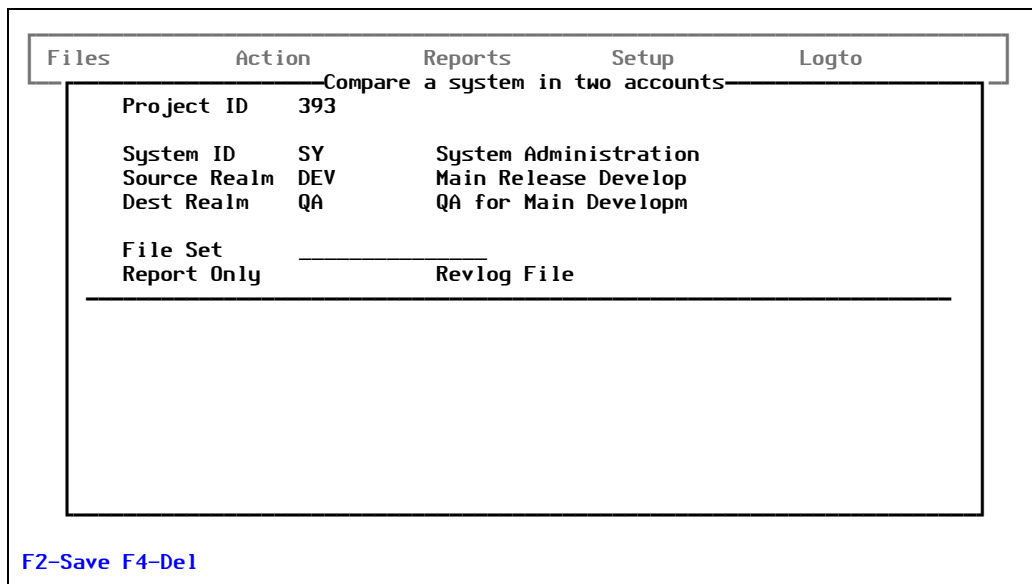 Files Action Reports Setup Logto
Compare a system in two accounts
Project ID 393
System ID SY System Administration
Source Realm DEV Main Release Develop
Dest Realm QA QA for Main Developm
File Set _______________
Report Only Revlog File
F2-Save F4-Del